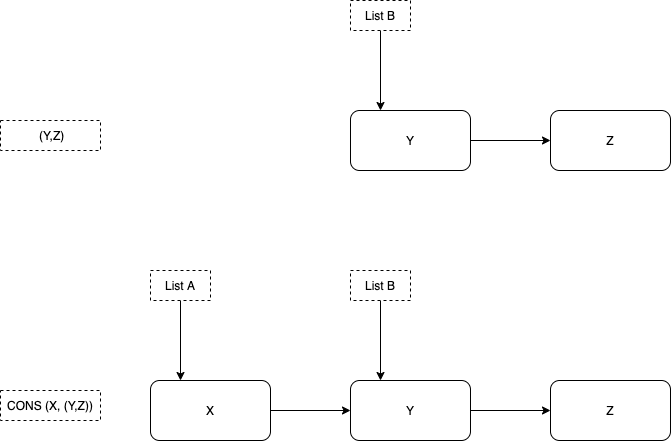 List B
(Y,Z)
Y
Z
List A
List B
CONS (X, (Y,Z))
X
Y
Z